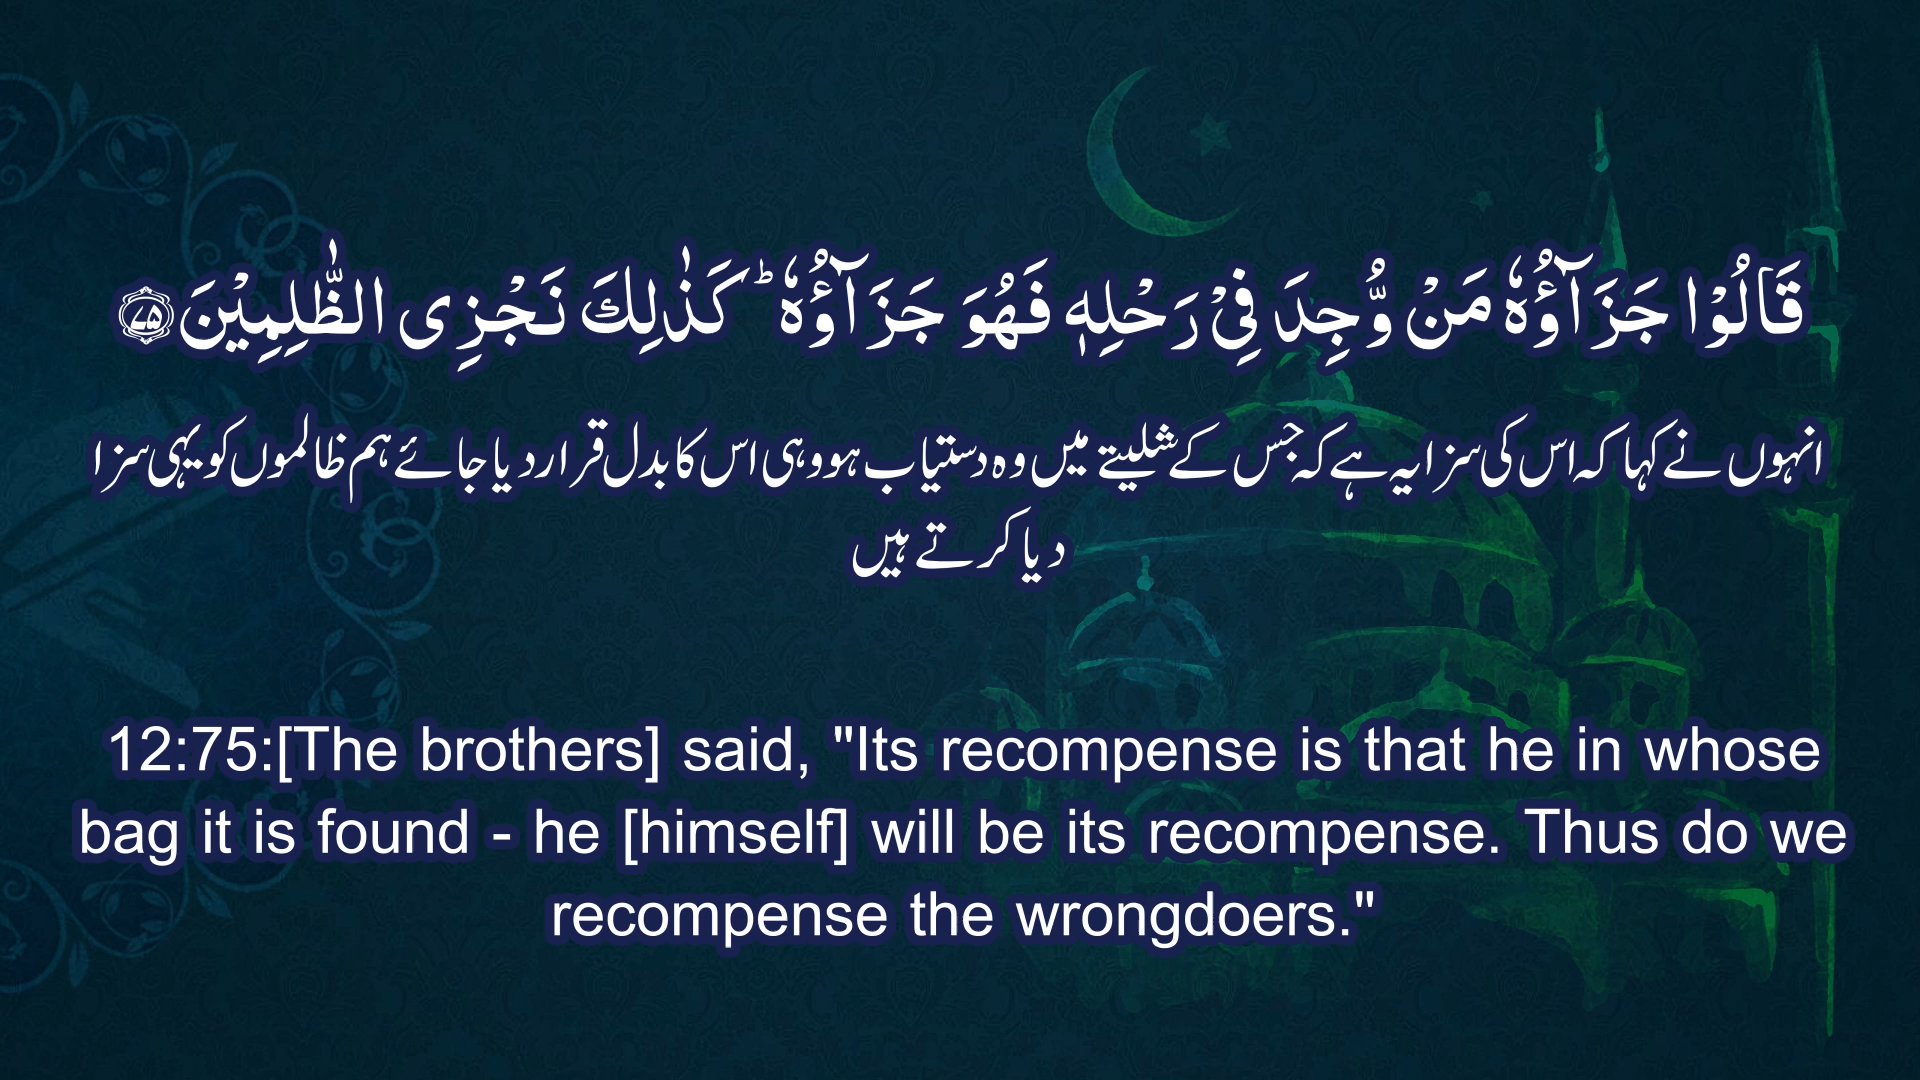 قَالُوْا جَزَآؤُهٗ مَنْ وُّجِدَ فِیْ رَحْلِهٖ فَهُوَ جَزَآؤُهٗ ؕ كَذٰلِكَ نَجْزِی الظّٰلِمِیْنَ ﴿۷۵﴾
انہوں نے کہا کہ اس کی سزا یہ ہے کہ جس کے شلیتے میں وہ دستیاب ہو وہی اس کا بدل قرار دیا جائے ہم ظالموں کو یہی سزا
دیا کرتے ہیں
12:75:[The brothers] said, "Its recompense is that he in whose
bag it is found - he [himself] will be its recompense. Thus do we
recompense the wrongdoers."